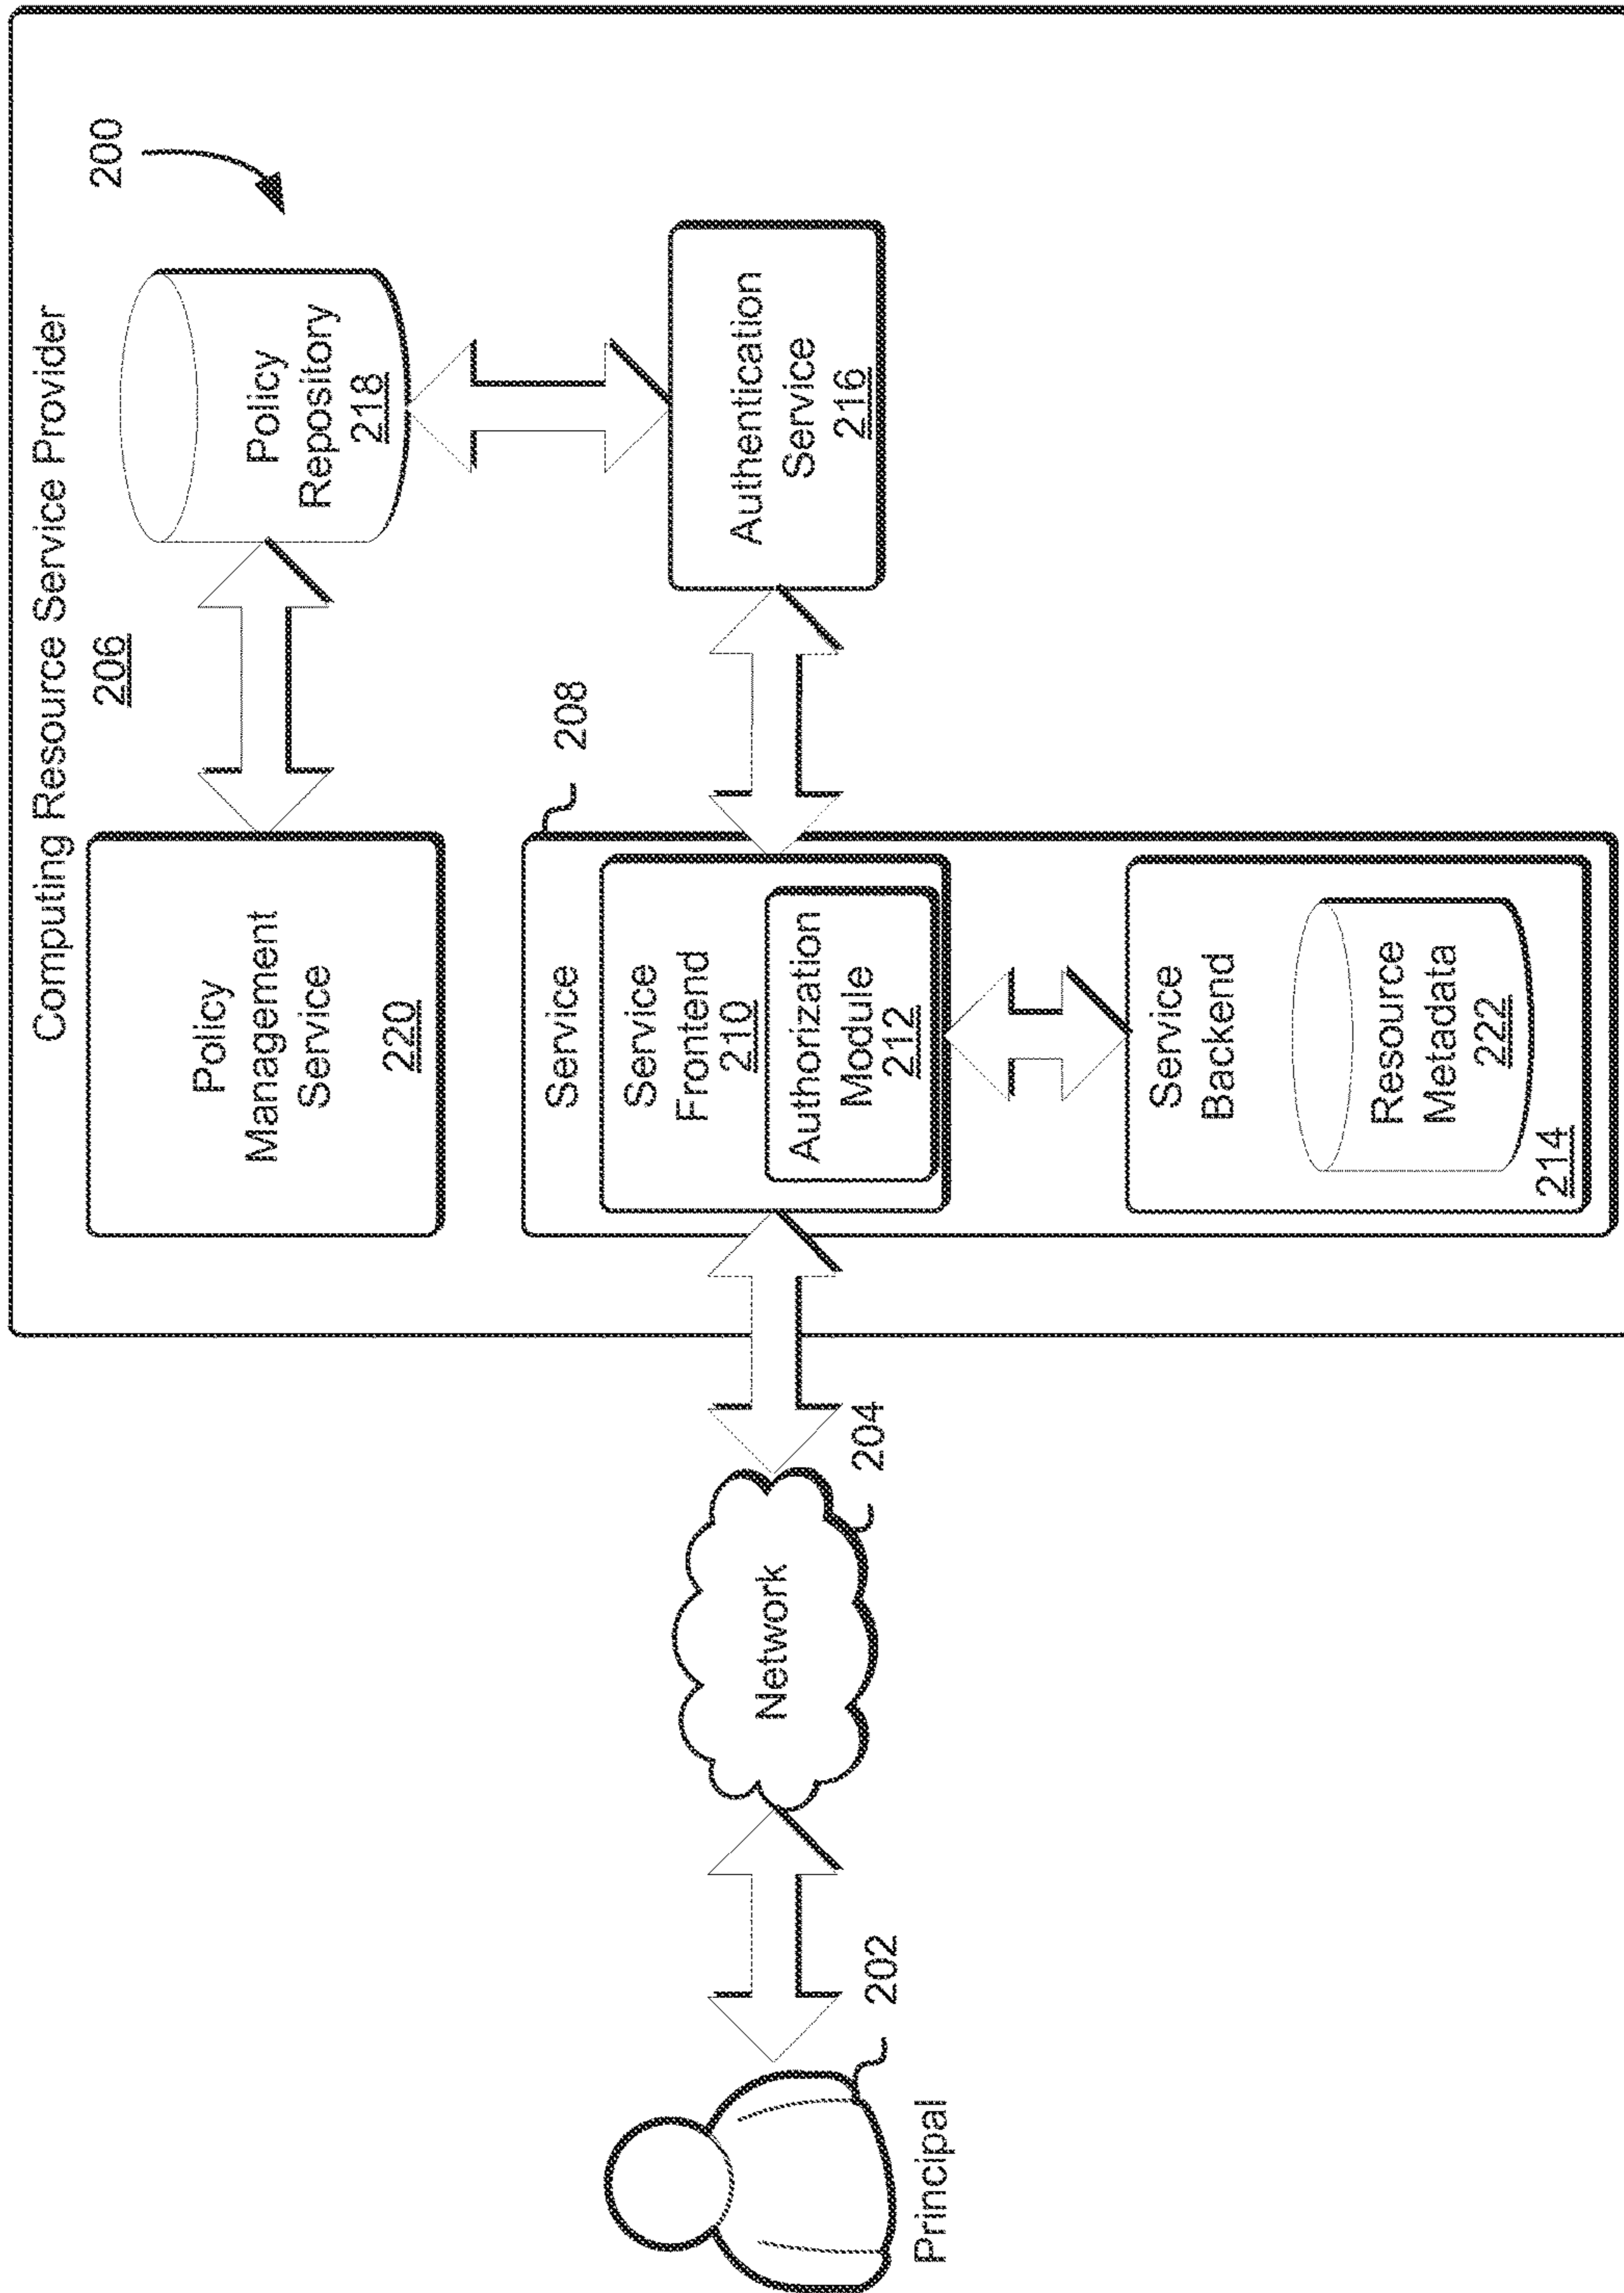 Computing Resource Service Provider
206
200
Policy
Management
Service
220
Policy
Repository
218
208
Service
Service
Frontend
210
Authorization
Module
212
Authentication
Service
216
Network
204
Principal
202
Service
Backend
Resource
Metadata
222
214